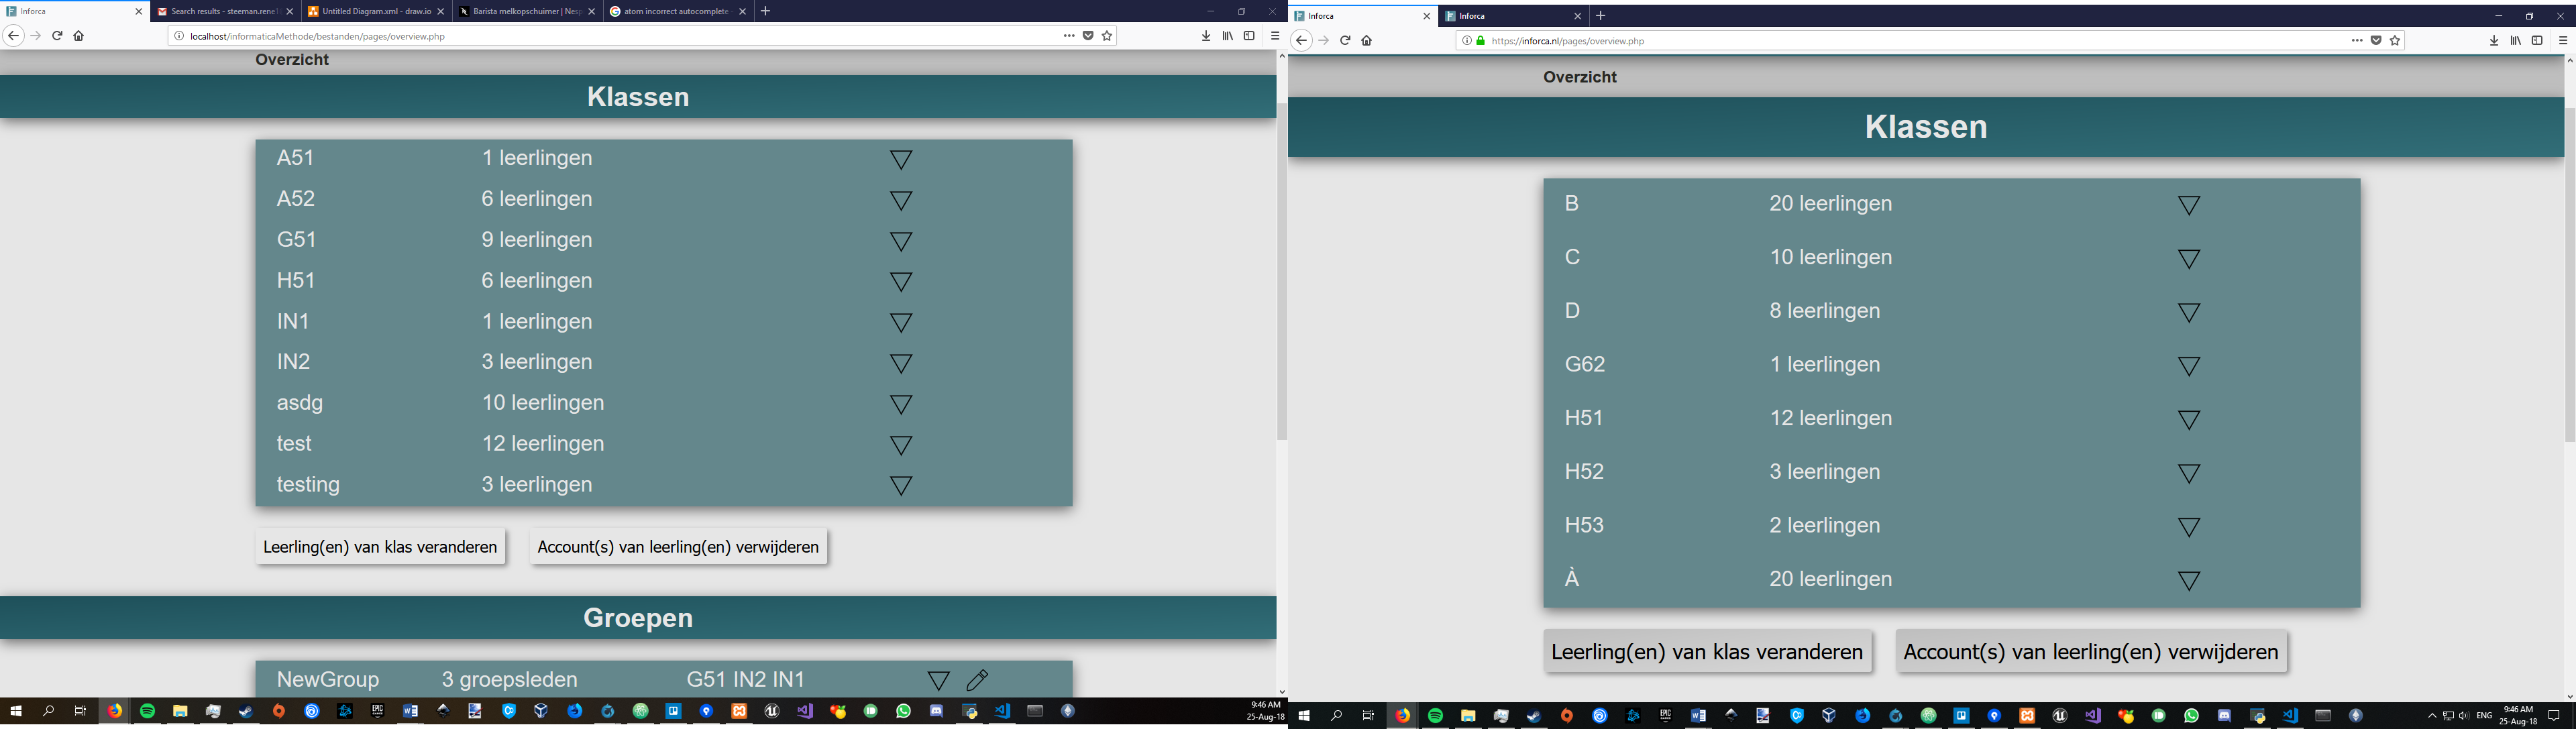 Inforca
Search results - steeman.rene
Untitled Diagram.xml - draw.io
Barista melkopschuimer | Nesp
atom incorrect autocomplete -
localhost/informaticaMethode/bestanden/pages/overview.php
Overzicht
Klassen
A51 1 leerlingen
A52 6 leerlingen
G51 9 leerlingen
H51 6 leerlingen
IN1 1 leerlingen
IN2 3 leerlingen
asdg 10 leerlingen
test 12 leerlingen
testing 3 leerlingen
Leerling(en) van klas veranderen
Account(s) van leerling(en) verwijderen
Groepen
NewGroup 3 groepsleden G51 IN2 IN1
EPIC
9:46 AM
25-Aug-18
Inforca
Inforca
https://inforca.nl/pages/overview.php
Overzicht
Klassen
B 20 leerlingen
C 10 leerlingen
D 8 leerlingen
G62 1 leerlingen
H51 12 leerlingen
H52 3 leerlingen
H53 2 leerlingen
À 20 leerlingen
Leerling(en) van klas veranderen
Account(s) van leerling(en) verwijderen
EPIC
ENG
9:46 AM
25-Aug-18